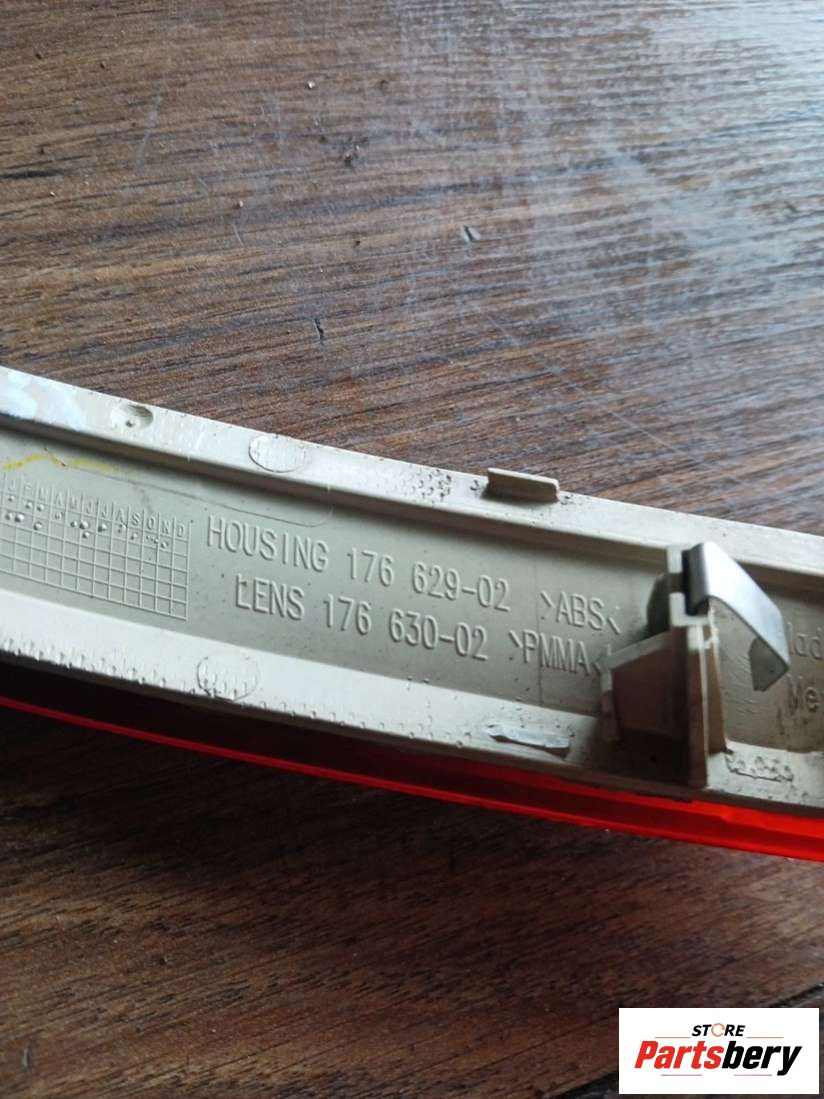 J F M A M J J A S O N D
HOUSING 176 629-02 >ABS<
LENS 176 630-02 >PMMA<
STORE
Partsbery